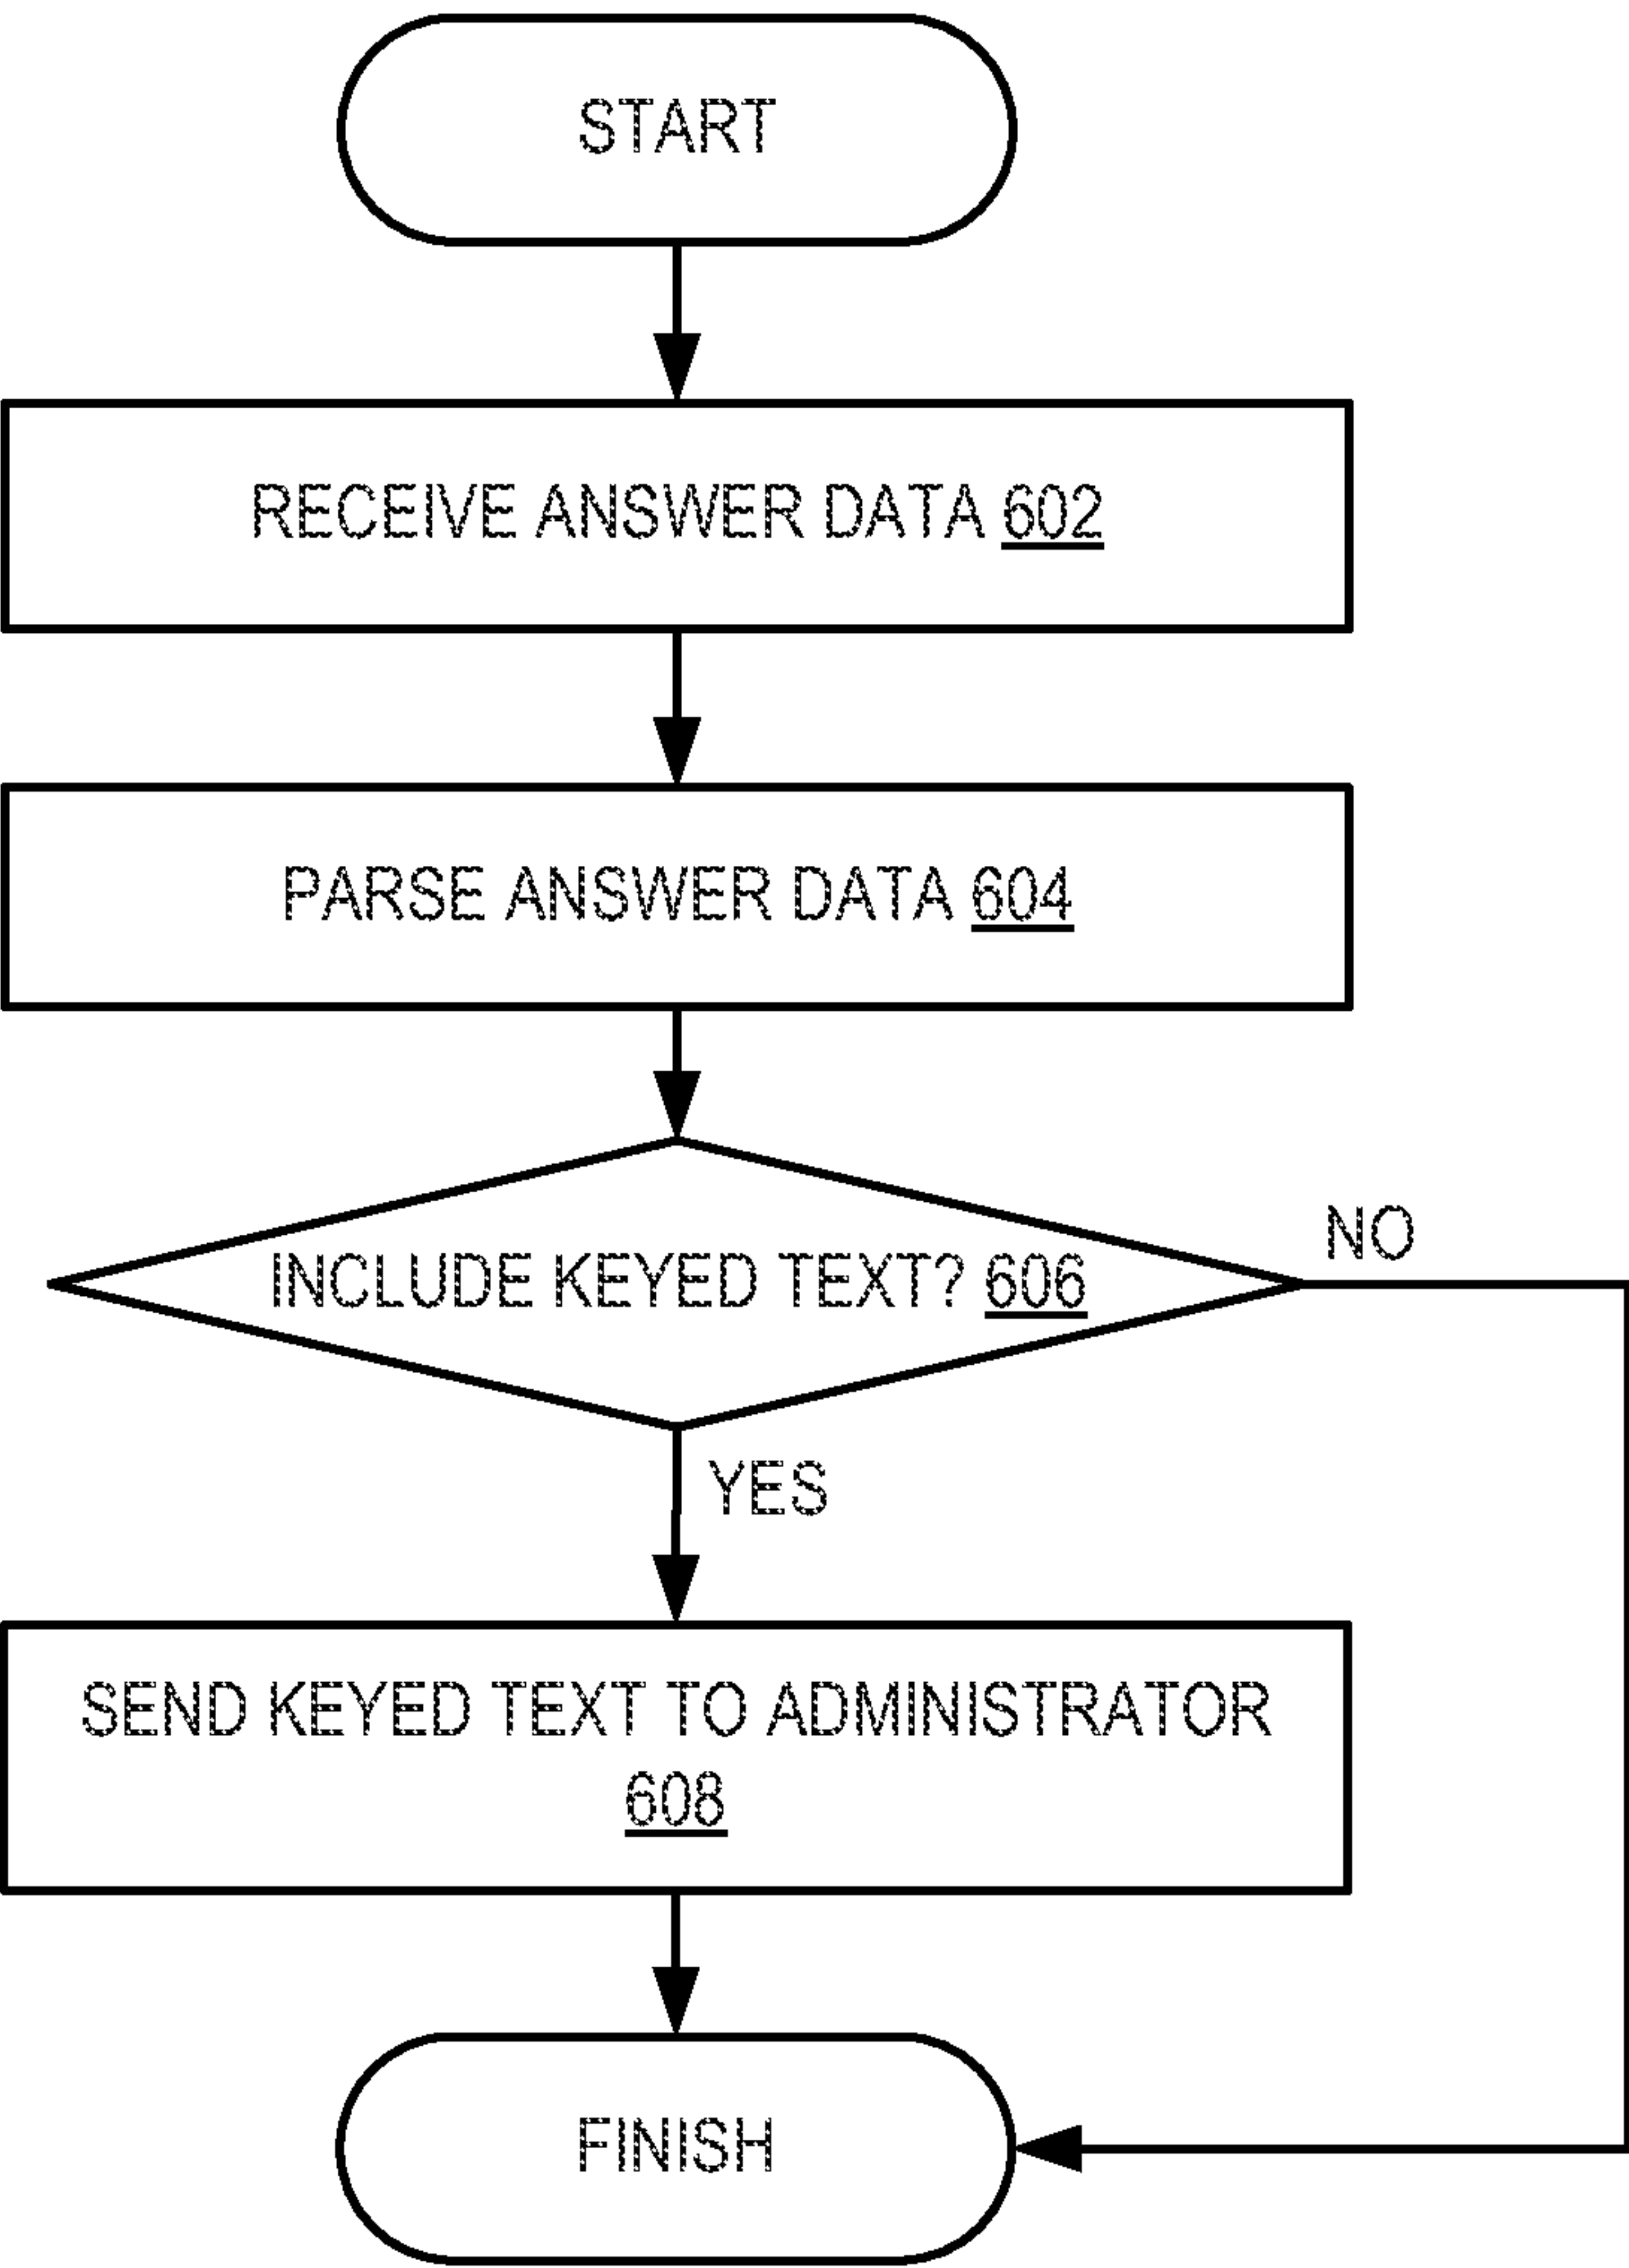 START
RECEIVE ANSWER DATA 602
PARSE ANSWER DATA 604
INCLUDE KEYED TEXT? 606
NO
YES
SEND KEYED TEXT TO ADMINISTRATOR
608
FINISH